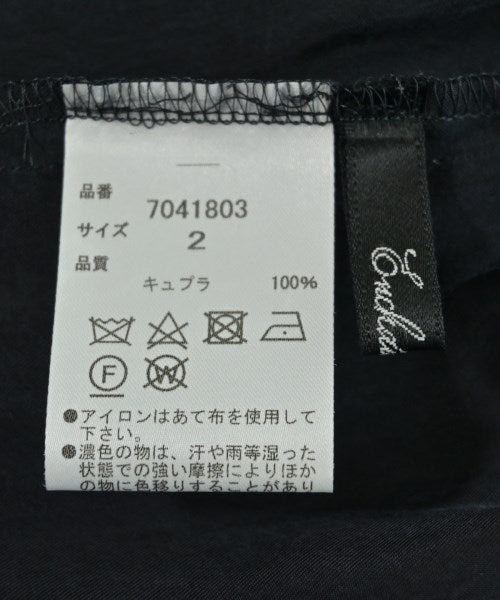 品番
7041803
サイズ
2
品質
キュプラ 100%
F W
●アイロンはあて布を使用して
下さい。
●濃色の物は、汗や雨等湿った
状態での強い摩擦によりほか
の物に色移りすることがあり